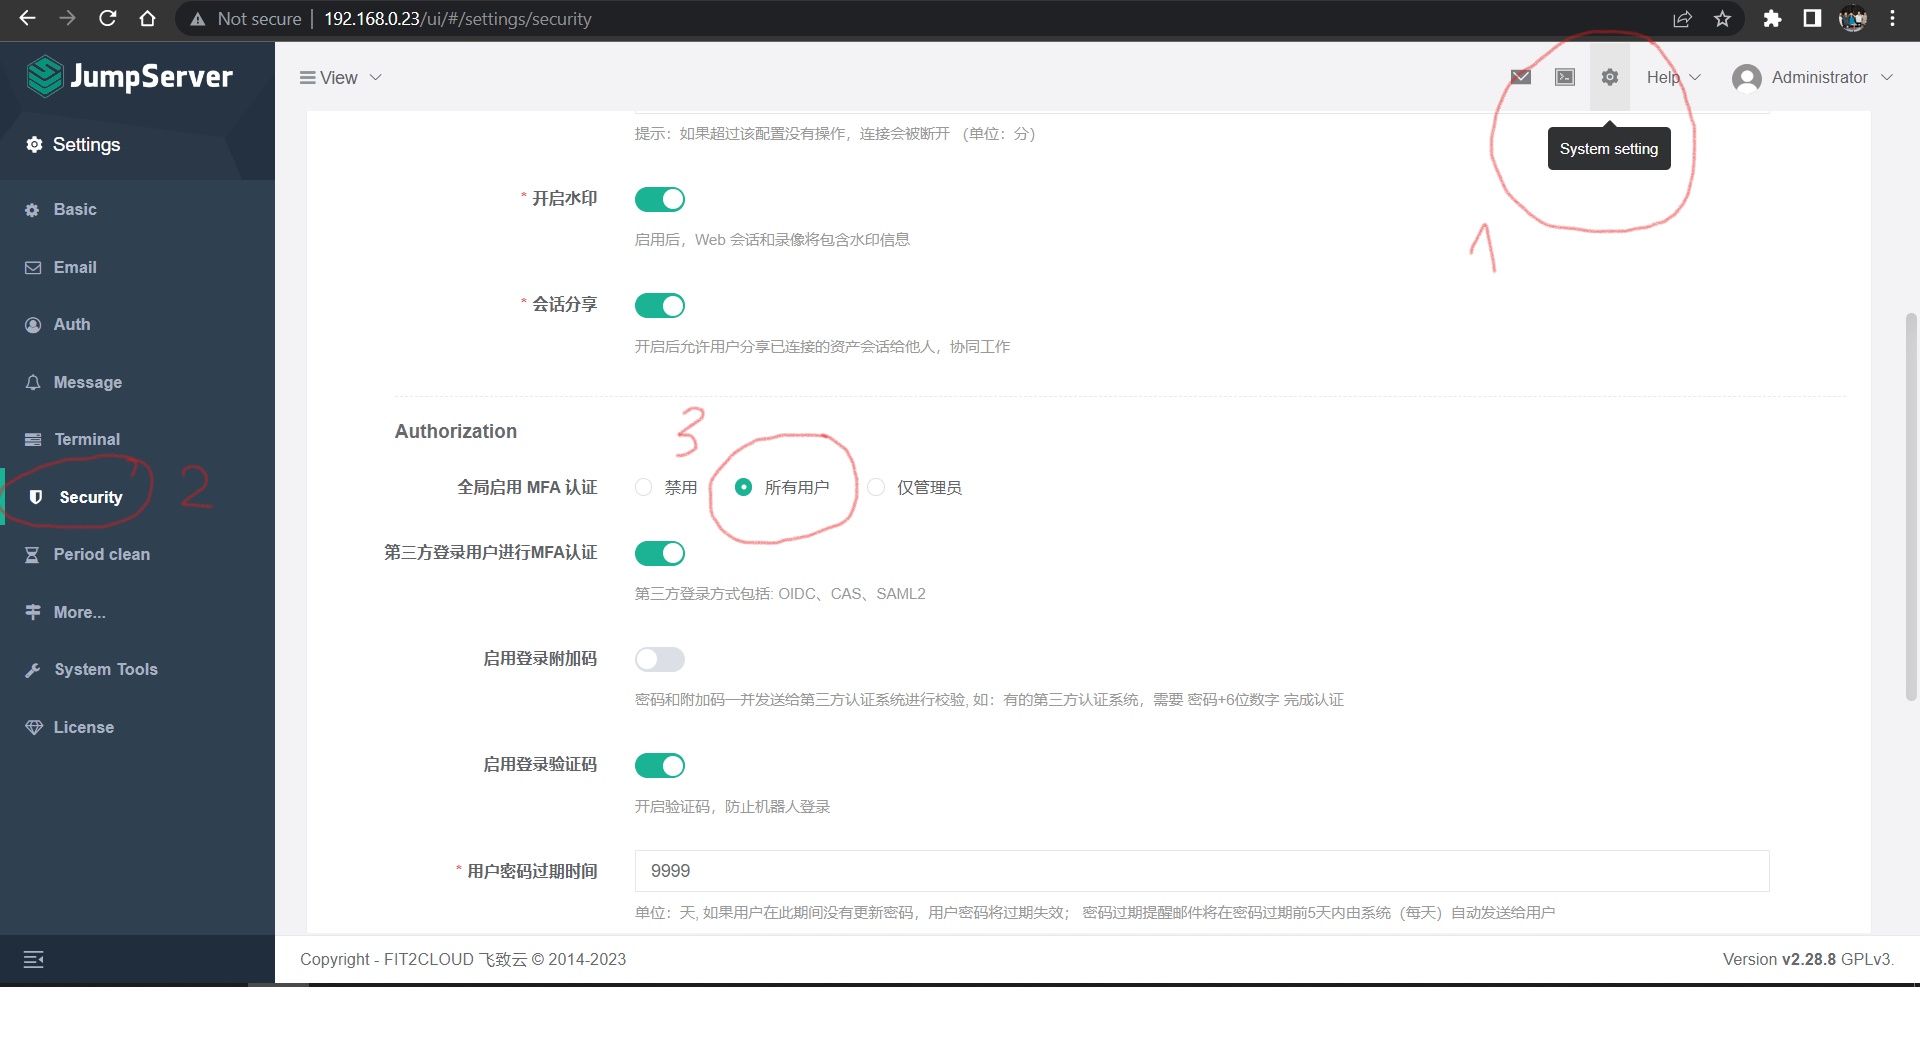 Not secure 192.168.0.23/ui/#/settings/security
JumpServer
View
Help
Administrator
System setting
1
Settings
Basic
Email
Auth
Message
Terminal
Security
2
Period clean
More...
System Tools
License
提示：如果超过该配置没有操作，连接会被断开 （单位：分）
* 开启水印
启用后，Web 会话和录像将包含水印信息
* 会话分享
开启后允许用户分享已连接的资产会话给他人，协同工作
Authorization
3
全局启用 MFA 认证 禁用 所有用户 仅管理员
第三方登录用户进行MFA认证
第三方登录方式包括: OIDC、CAS、SAML2
启用登录附加码
密码和附加码一并发送给第三方认证系统进行校验, 如：有的第三方认证系统，需要 密码+6位数字 完成认证
启用登录验证码
开启验证码，防止机器人登录
* 用户密码过期时间 9999
单位：天, 如果用户在此期间没有更新密码，用户密码将过期失效； 密码过期提醒邮件将在密码过期前5天内由系统（每天）自动发送给用户
Copyright - FIT2CLOUD 飞致云 © 2014-2023
Version v2.28.8 GPLv3.